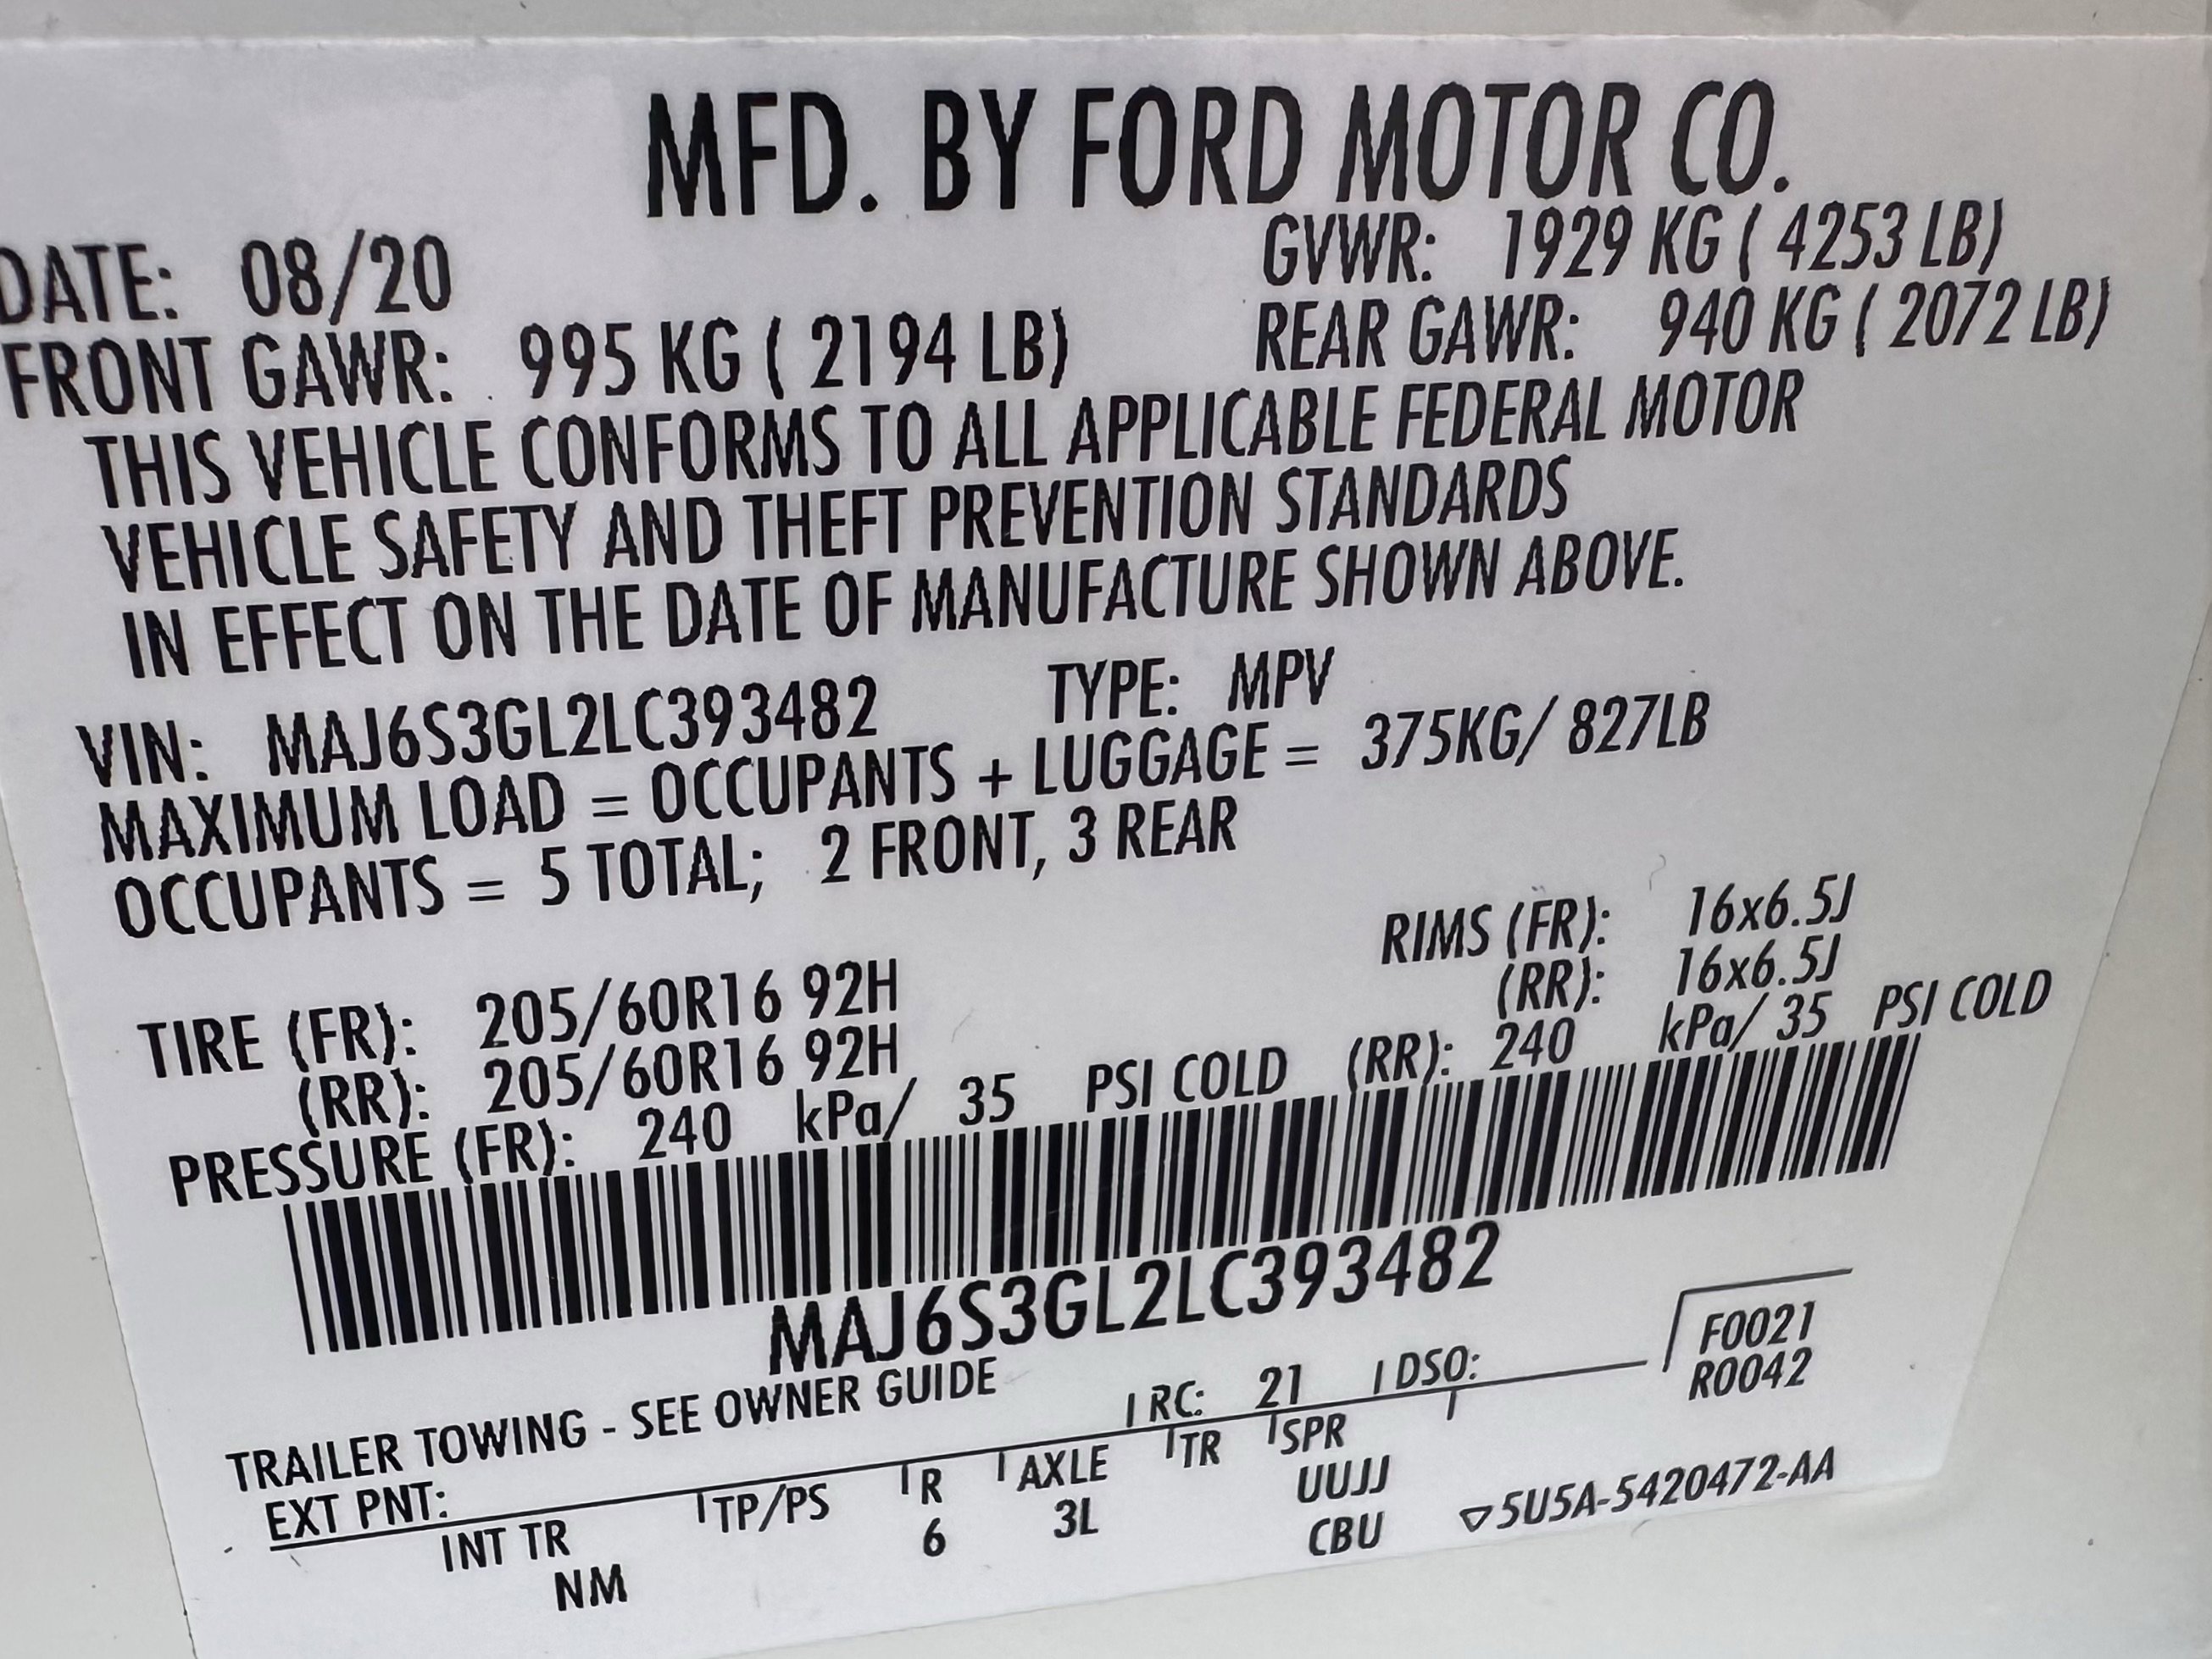 MFD. BY FORD MOTOR CO.
DATE: 08/20 GVWR: 1929 KG ( 4253 LB)
FRONT GAWR: 995 KG ( 2194 LB) REAR GAWR: 940 KG ( 2072 LB)
THIS VEHICLE CONFORMS TO ALL APPLICABLE FEDERAL MOTOR
VEHICLE SAFETY AND THEFT PREVENTION STANDARDS
IN EFFECT ON THE DATE OF MANUFACTURE SHOWN ABOVE.
VIN: MAJ6S3GL2LC393482 TYPE: MPV
MAXIMUM LOAD = OCCUPANTS + LUGGAGE = 375KG/ 827LB
OCCUPANTS = 5 TOTAL; 2 FRONT, 3 REAR
TIRE (FR): 205/60R16 92H RIMS (FR): 16x6.5J
(RR): 205/60R16 92H (RR): 16x6.5J
PRESSURE (FR): 240 kPa/ 35 PSI COLD (RR): 240 kPa/ 35 PSI COLD
MAJ6S3GL2LC393482
TRAILER TOWING - SEE OWNER GUIDE
EXT PNT: RC: 21 DSO: F0021
R0042
INT TR TP/PS R AXLE TR SPR
NM 6 3L UUJJ
CBU ▽5U5A-5420472-AA